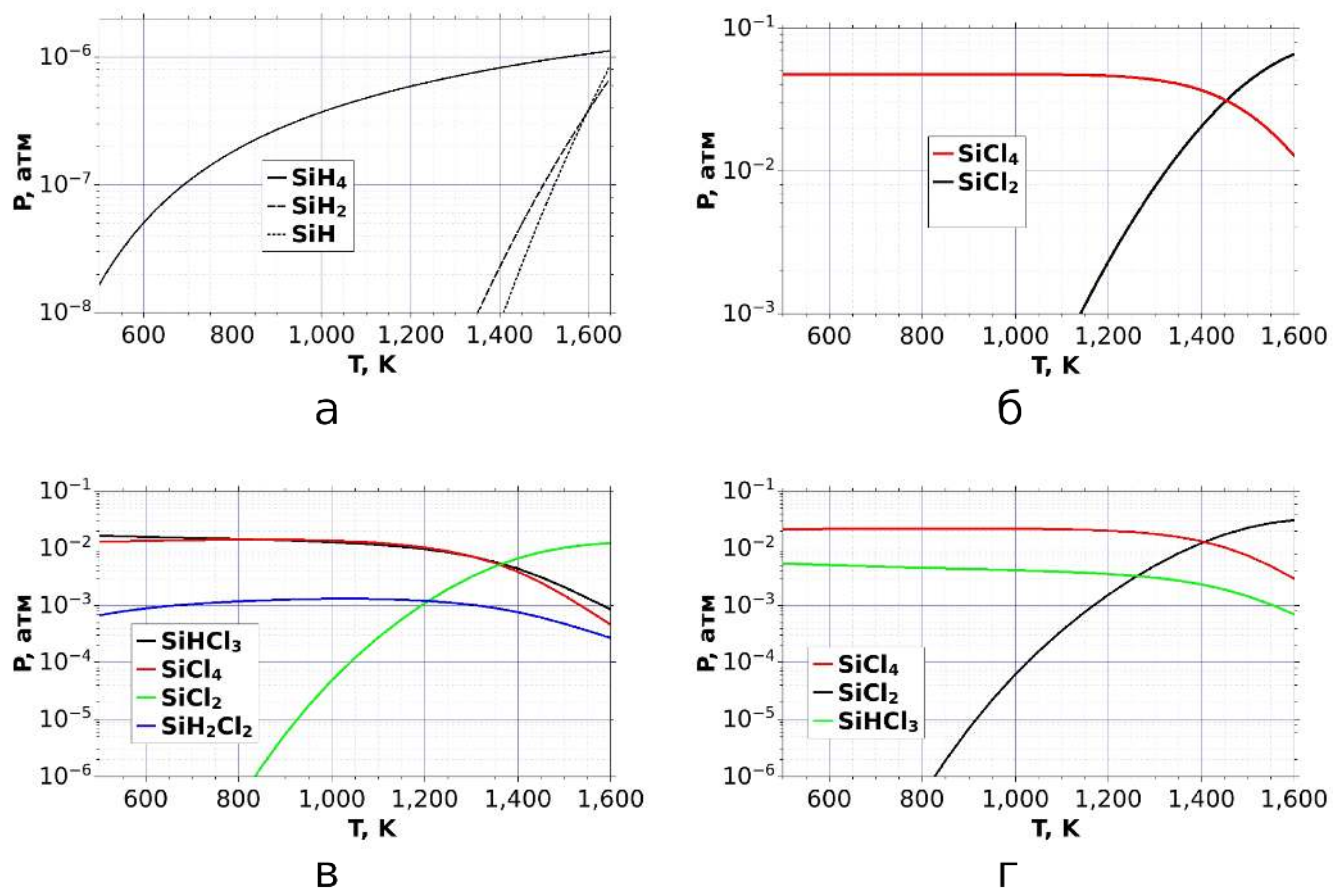 10⁻⁶
10⁻⁷
10⁻⁸
P, атм
SiH₄
SiH₂
SiH
600 800 1,000 1,200 1,400 1,600
T, K
а
10⁻¹
10⁻²
10⁻³
P, атм
SiCl₄
SiCl₂
600 800 1,000 1,200 1,400 1,600
T, K
б
10⁻¹
10⁻²
10⁻³
10⁻⁴
10⁻⁵
10⁻⁶
P, атм
SiHCl₃
SiCl₄
SiCl₂
SiH₂Cl₂
600 800 1,000 1,200 1,400 1,600
T, K
в
10⁻¹
10⁻²
10⁻³
10⁻⁴
10⁻⁵
10⁻⁶
P, атм
SiCl₄
SiCl₂
SiHCl₃
600 800 1,000 1,200 1,400 1,600
T, K
г